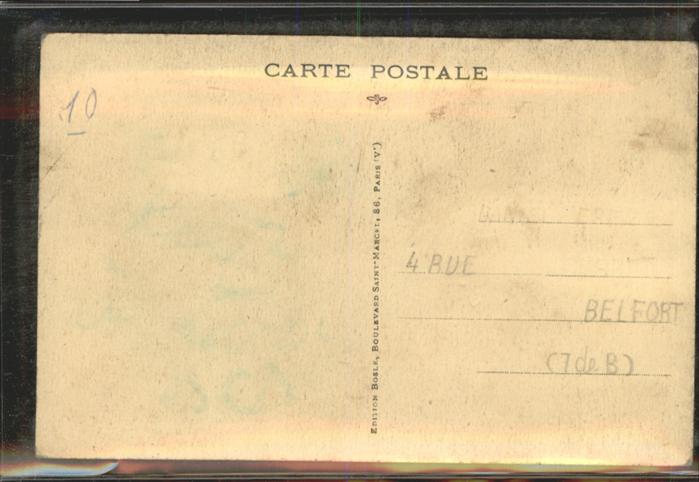 CARTE POSTALE
10
EDITION BOSLE, BOULEVARD SAINT-MARCEL, 86, PARIS (Vᵉ)
4 RUE
BELFORT
(T de B)